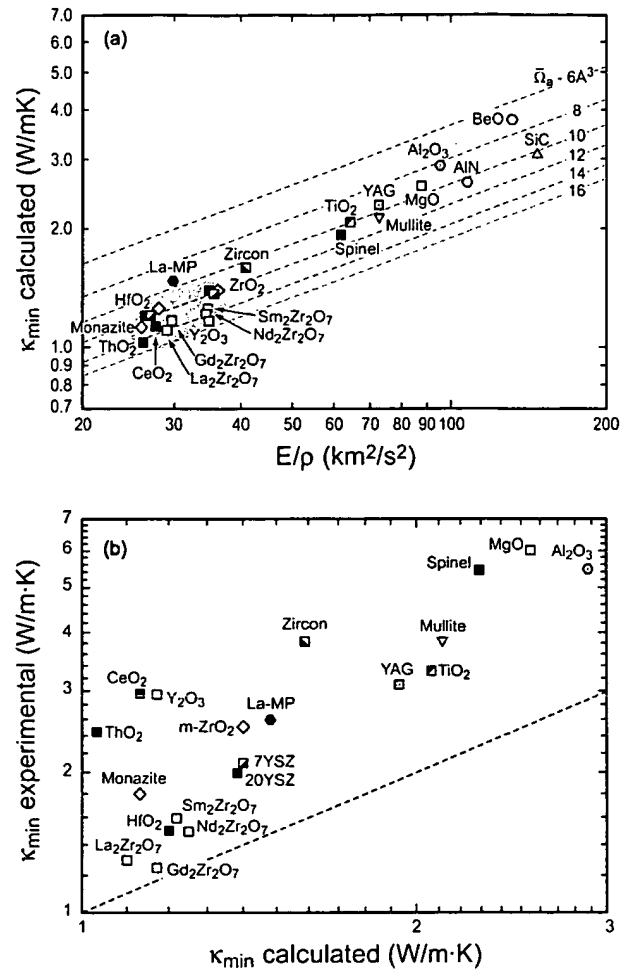 (a)
κmin calculated (W/mK)
7.0
6.0
5.0
4.0
3.0
2.0
1.0
0.9
0.8
0.7
Ω̄a 6A³
8
10
12
14
16
BeO
SiC
Al₂O₃
AlN
YAG
MgO
TiO₂
Mullite
Spinel
Zircon
La-MP
ZrO₂
HfO₂
Monazite
ThO₂
Sm₂Zr₂O₇
Nd₂Zr₂O₇
Y₂O₃
Gd₂Zr₂O₇
La₂Zr₂O₇
CeO₂
20 30 40 50 60 70 80 90 100 200
E/ρ (km²/s²)
(b)
κmin experimental (W/m·K)
7
6
5
4
3
2
1
MgO
Al₂O₃
Spinel
Zircon
Mullite
YAG
TiO₂
CeO₂
Y₂O₃
La-MP
ThO₂
m-ZrO₂
7YSZ
20YSZ
Monazite
Sm₂Zr₂O₇
HfO₂
Nd₂Zr₂O₇
La₂Zr₂O₇
Gd₂Zr₂O₇
1 2 3
κmin calculated (W/m·K)